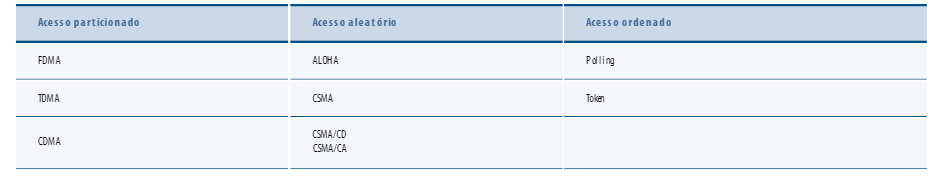 Acesso particionado Acesso aleatório Acesso ordenado
FDMA ALOHA Polling
TDMA CSMA Token
CDMA CSMA/CD
CSMA/CA